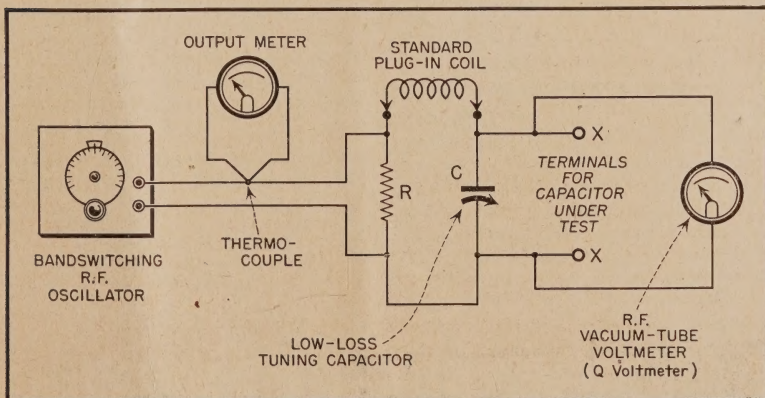 OUTPUT METER
STANDARD
PLUG-IN COIL
X
R
C
TERMINALS
FOR
CAPACITOR
UNDER
TEST
X
BANDSWITCHING
R.F.
OSCILLATOR
THERMO-
COUPLE
LOW-LOSS
TUNING CAPACITOR
R.F.
VACUUM-TUBE
VOLTMETER
(Q Voltmeter)